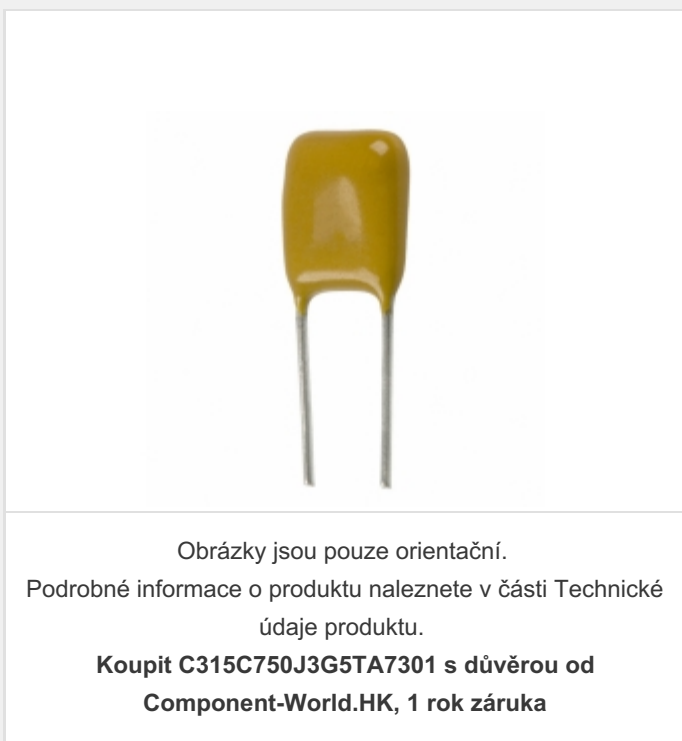 Obrázky jsou pouze orientační.
Podrobné informace o produktu naleznete v části Technické
údaje produktu.
Koupit C315C750J3G5TA7301 s důvěrou od
Component-World.HK, 1 rok záruka